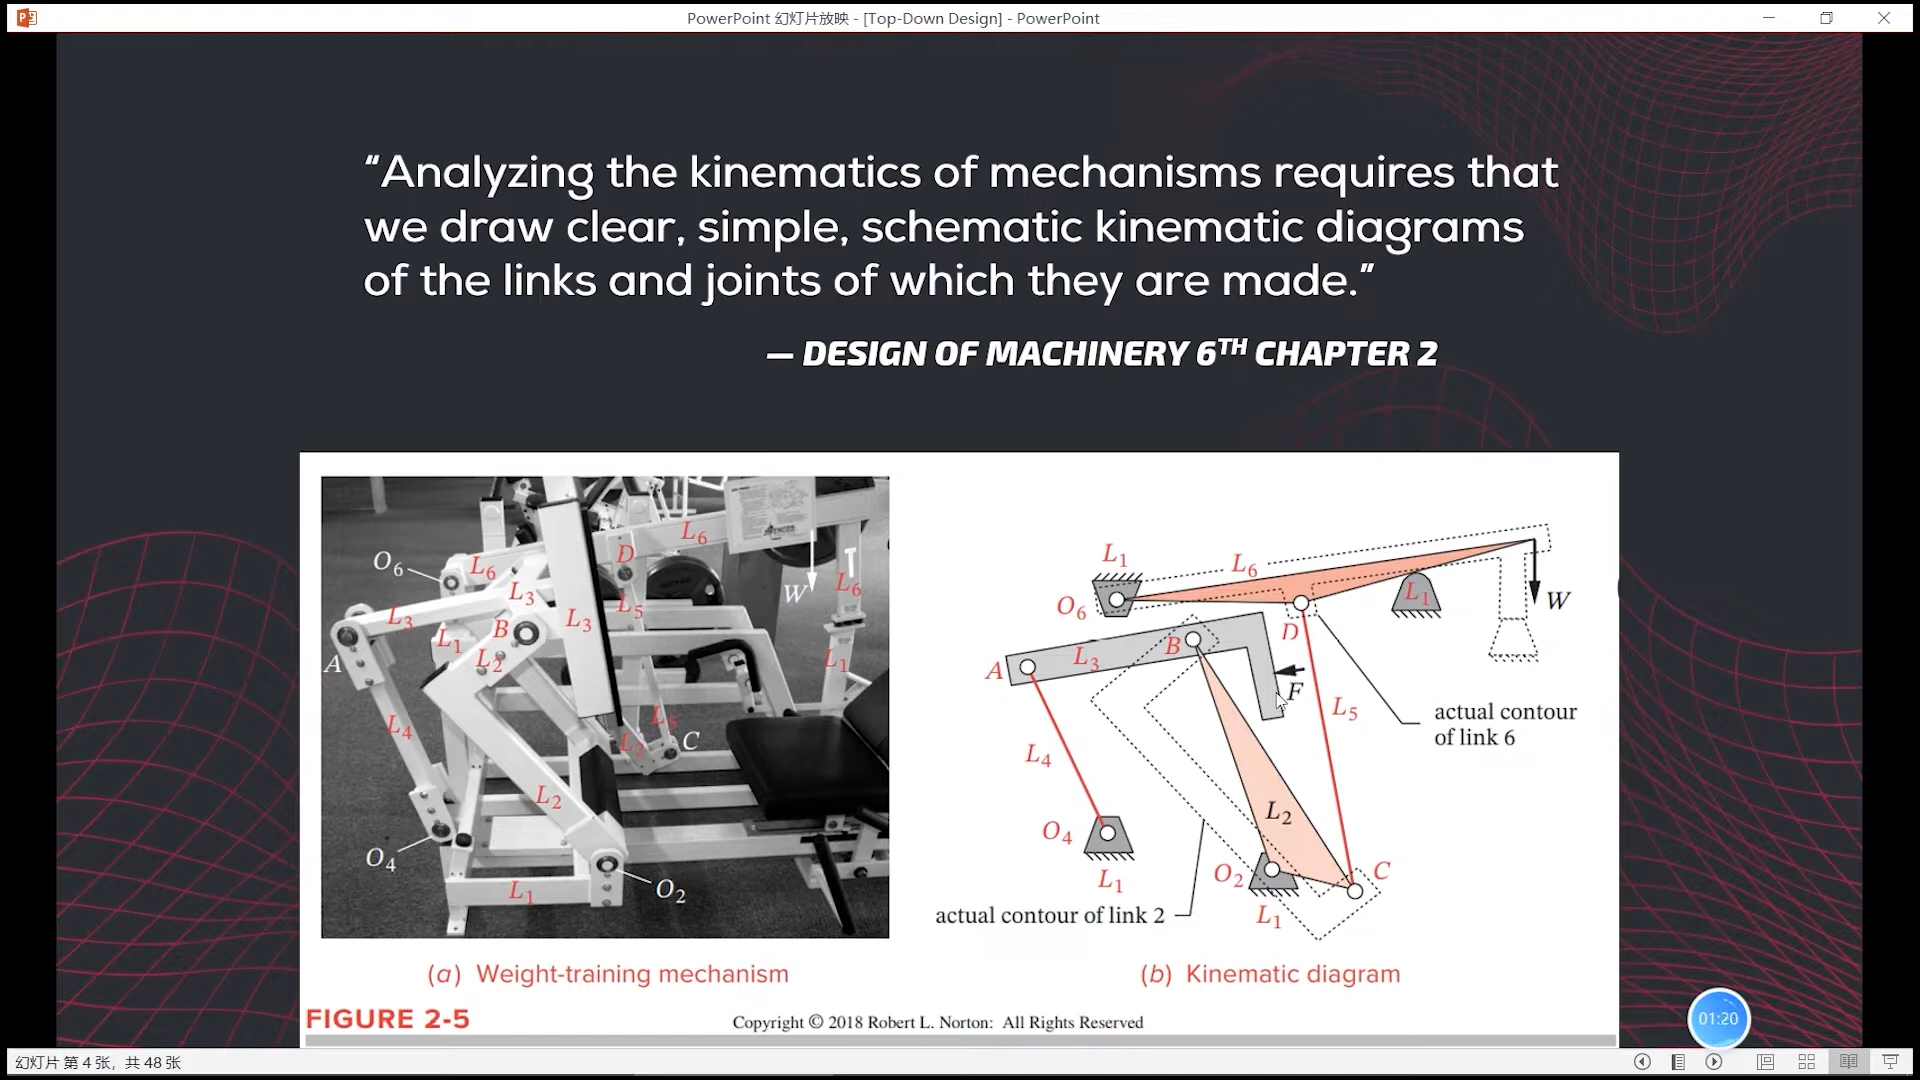 PowerPoint 幻灯片放映 - [Top-Down Design] - PowerPoint
“Analyzing the kinematics of mechanisms requires that
we draw clear, simple, schematic kinematic diagrams
of the links and joints of which they are made.”
— DESIGN OF MACHINERY 6TH CHAPTER 2
O6
L6
L3
L3
L1
B
L2
A
L4
O4
L2
L1
O2
D
L6
L5
L3
W
L6
L1
L5
L2
C
L1
O6
L6
D
L1
W
A
L3
B
F
L4
L5
actual contour
of link 6
O4
L1
L2
O2
L1
C
actual contour of link 2
(a) Weight-training mechanism
(b) Kinematic diagram
FIGURE 2-5
Copyright © 2018 Robert L. Norton: All Rights Reserved
01:20
幻灯片 第 4 张，共 48 张